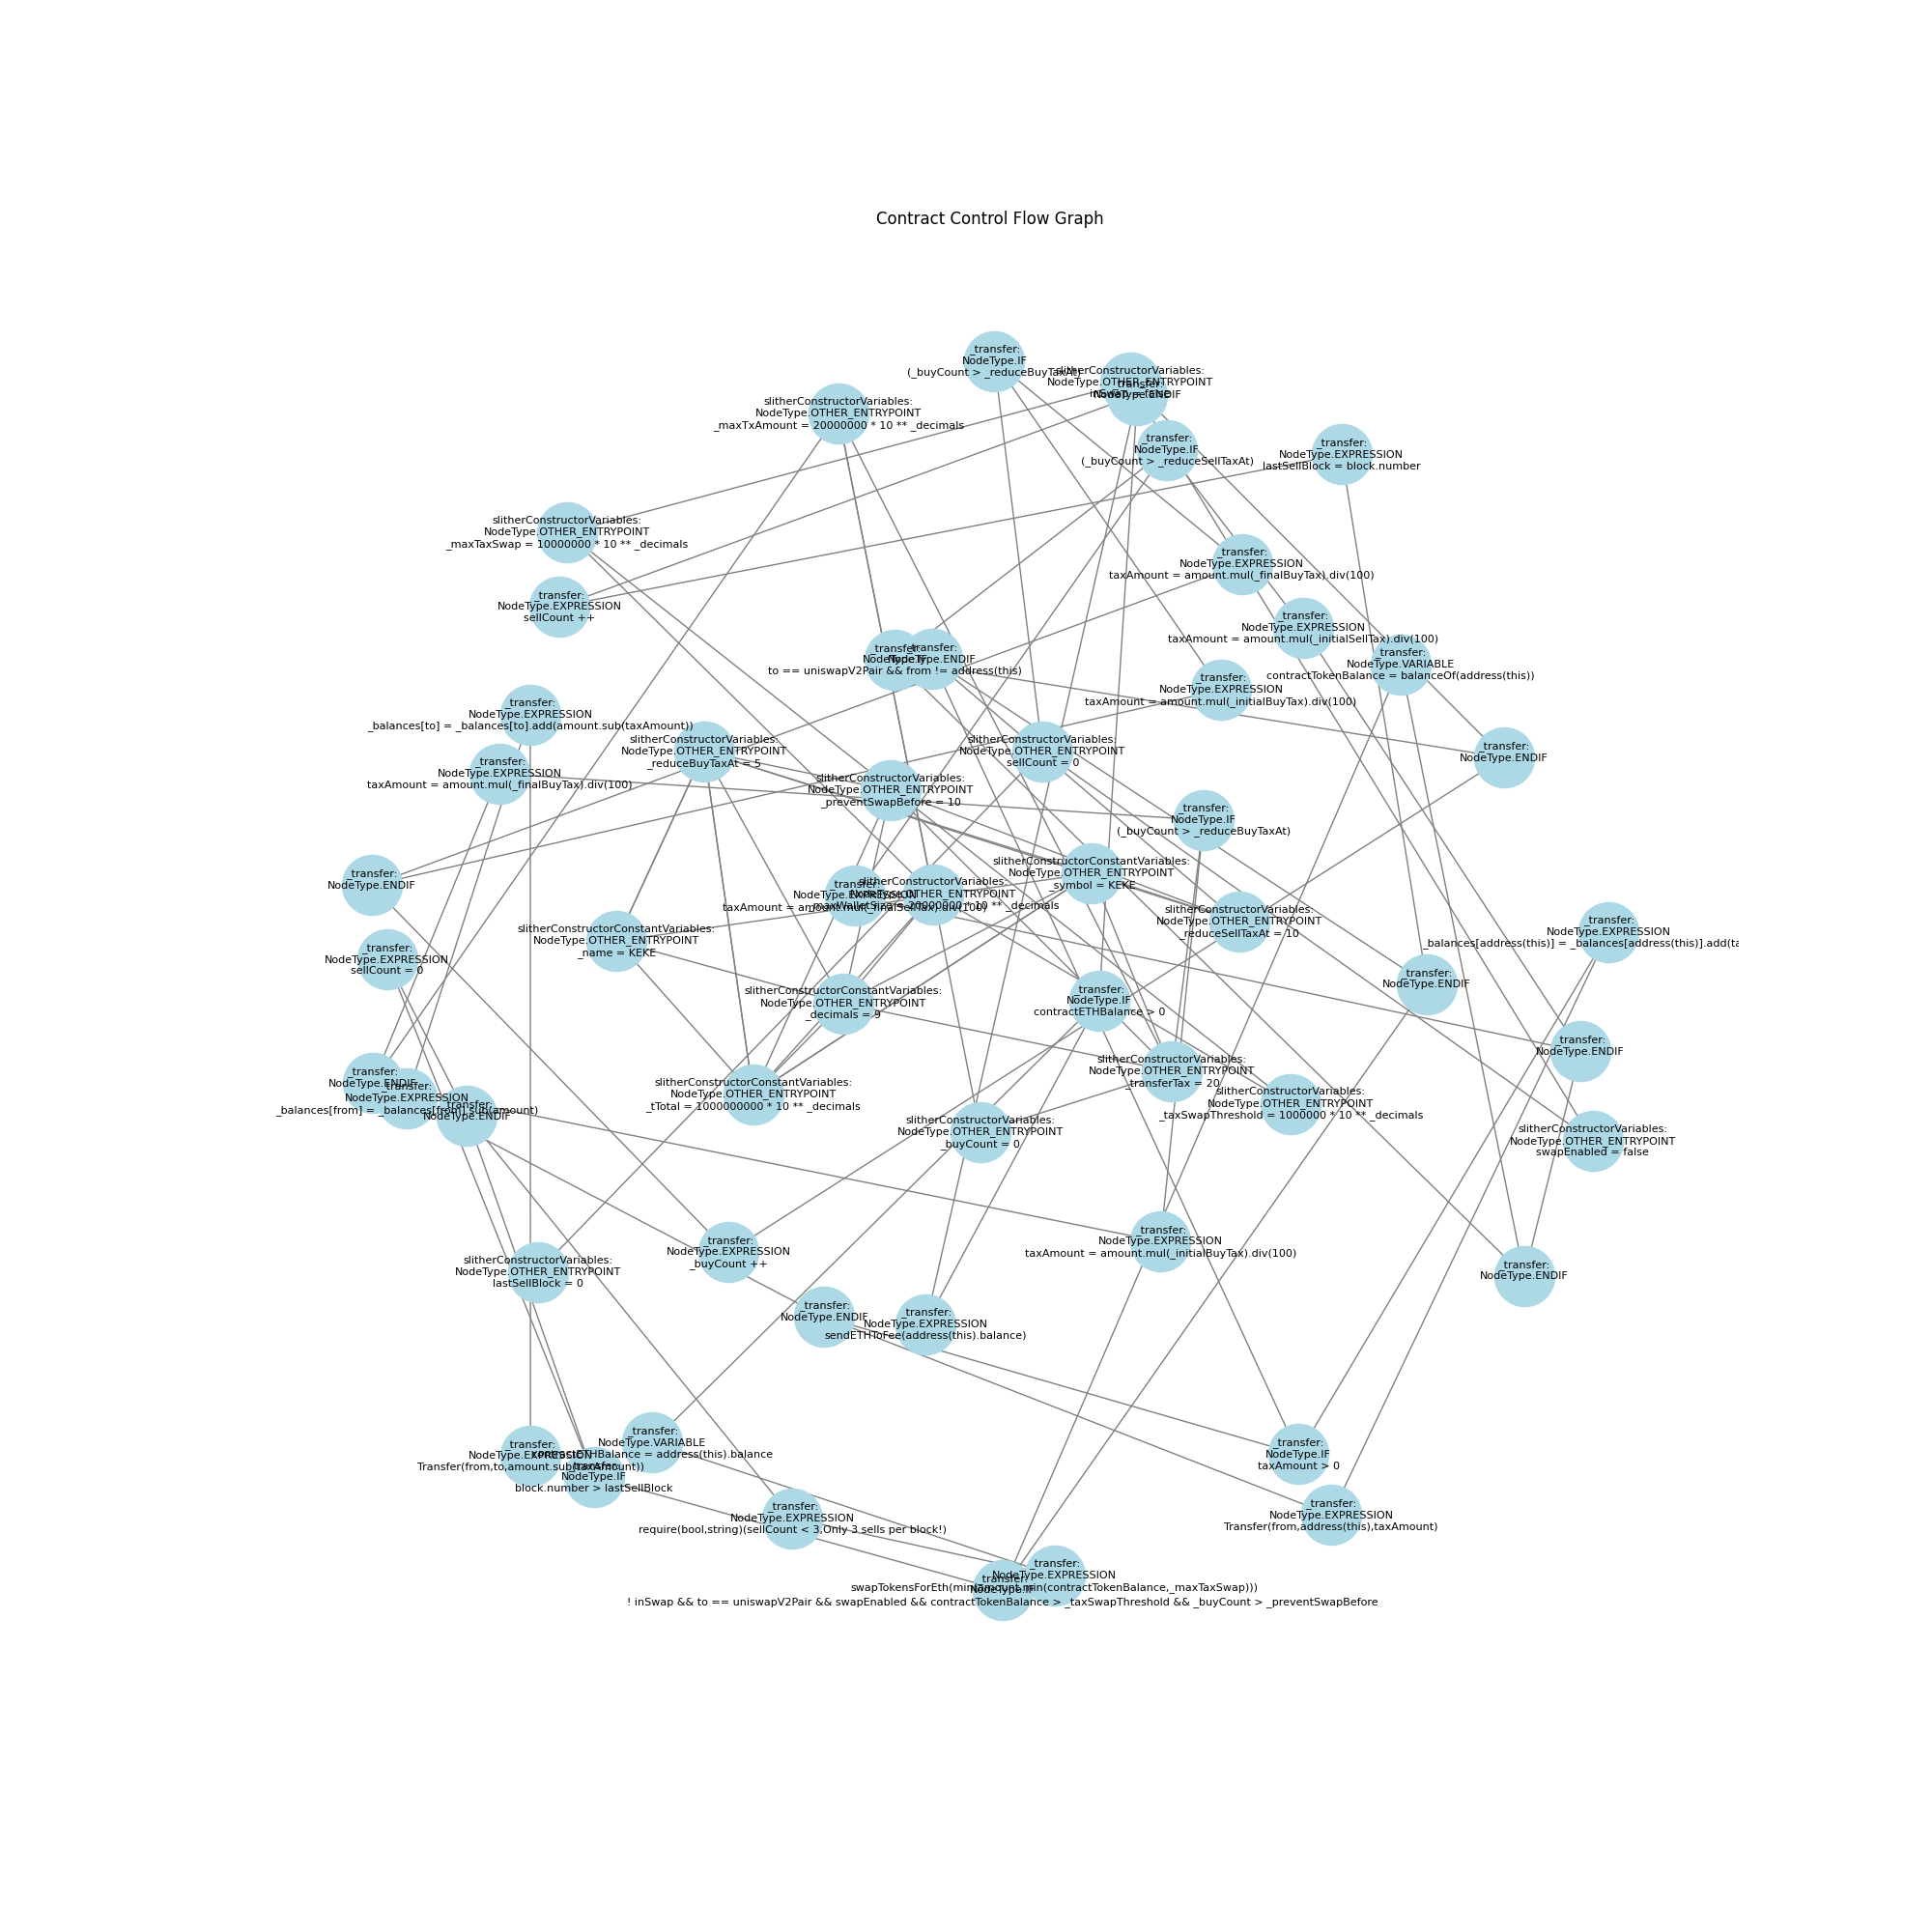 Contract Control Flow Graph
_transfer:
NodeType.IF
(_buyCount > _reduceBuyTaxAt)
slitherConstructorVariables:
NodeType.OTHER_ENTRYPOINT
inSwap = false
_transfer:
NodeType.ENDIF
slitherConstructorVariables:
NodeType.OTHER_ENTRYPOINT
_maxTxAmount = 20000000 * 10 ** _decimals
_transfer:
NodeType.IF
(_buyCount > _reduceSellTaxAt)
_transfer:
NodeType.EXPRESSION
lastSellBlock = block.number
slitherConstructorVariables:
NodeType.OTHER_ENTRYPOINT
_maxTaxSwap = 10000000 * 10 ** _decimals
_transfer:
NodeType.EXPRESSION
taxAmount = amount.mul(_finalBuyTax).div(100)
_transfer:
NodeType.EXPRESSION
sellCount ++
_transfer:
NodeType.EXPRESSION
taxAmount = amount.mul(_initialSellTax).div(100)
_transfer:
NodeType.IF
to == uniswapV2Pair && from != address(this)
_transfer:
NodeType.ENDIF
_transfer:
NodeType.VARIABLE
contractTokenBalance = balanceOf(address(this))
_transfer:
NodeType.EXPRESSION
taxAmount = amount.mul(_initialBuyTax).div(100)
_transfer:
NodeType.EXPRESSION
_balances[to] = _balances[to].add(amount.sub(taxAmount))
slitherConstructorVariables:
NodeType.OTHER_ENTRYPOINT
_reduceBuyTaxAt = 5
slitherConstructorVariables:
NodeType.OTHER_ENTRYPOINT
sellCount = 0
_transfer:
NodeType.ENDIF
_transfer:
NodeType.EXPRESSION
taxAmount = amount.mul(_finalBuyTax).div(100)
slitherConstructorVariables:
NodeType.OTHER_ENTRYPOINT
_preventSwapBefore = 10
_transfer:
NodeType.IF
(_buyCount > _reduceBuyTaxAt)
slitherConstructorConstantVariables:
NodeType.OTHER_ENTRYPOINT
_symbol = KEKE
_transfer:
NodeType.ENDIF
_transfer:
NodeType.EXPRESSION
taxAmount = amount.mul(_finalSellTax).div(100)
slitherConstructorVariables:
NodeType.OTHER_ENTRYPOINT
_maxWalletSize = 20000000 * 10 ** _decimals
slitherConstructorVariables:
NodeType.OTHER_ENTRYPOINT
_reduceSellTaxAt = 10
_transfer:
NodeType.EXPRESSION
_balances[address(this)] = _balances[address(this)].add(ta
slitherConstructorConstantVariables:
NodeType.OTHER_ENTRYPOINT
_name = KEKE
_transfer:
NodeType.EXPRESSION
sellCount = 0
_transfer:
NodeType.ENDIF
slitherConstructorConstantVariables:
NodeType.OTHER_ENTRYPOINT
_decimals = 9
_transfer:
NodeType.IF
contractETHBalance > 0
_transfer:
NodeType.ENDIF
slitherConstructorVariables:
NodeType.OTHER_ENTRYPOINT
_transferTax = 20
_transfer:
NodeType.ENDIF
_transfer:
NodeType.EXPRESSION
_balances[from] = _balances[from].sub(amount)
_transfer:
NodeType.ENDIF
slitherConstructorConstantVariables:
NodeType.OTHER_ENTRYPOINT
_tTotal = 1000000000 * 10 ** _decimals
slitherConstructorVariables:
NodeType.OTHER_ENTRYPOINT
_taxSwapThreshold = 1000000 * 10 ** _decimals
slitherConstructorVariables:
NodeType.OTHER_ENTRYPOINT
_buyCount = 0
slitherConstructorVariables:
NodeType.OTHER_ENTRYPOINT
swapEnabled = false
_transfer:
NodeType.EXPRESSION
_buyCount ++
_transfer:
NodeType.EXPRESSION
taxAmount = amount.mul(_initialBuyTax).div(100)
slitherConstructorVariables:
NodeType.OTHER_ENTRYPOINT
lastSellBlock = 0
_transfer:
NodeType.ENDIF
_transfer:
NodeType.ENDIF
_transfer:
NodeType.EXPRESSION
sendETHToFee(address(this).balance)
_transfer:
NodeType.VARIABLE
contractETHBalance = address(this).balance
_transfer:
NodeType.EXPRESSION
Transfer(from,to,amount.sub(taxAmount))
_transfer:
NodeType.IF
block.number > lastSellBlock
_transfer:
NodeType.IF
taxAmount > 0
_transfer:
NodeType.EXPRESSION
require(bool,string)(sellCount < 3,Only 3 sells per block!)
_transfer:
NodeType.EXPRESSION
Transfer(from,address(this),taxAmount)
_transfer:
NodeType.EXPRESSION
swapTokensForEth(min(amount,min(contractTokenBalance,_maxTaxSwap)))
_transfer:
NodeType.IF
! inSwap && to == uniswapV2Pair && swapEnabled && contractTokenBalance > _taxSwapThreshold && _buyCount > _preventSwapBefore